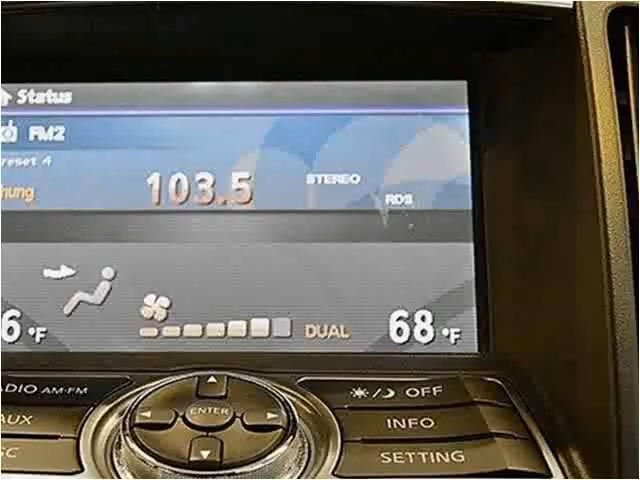 Status
FM2
reset 4
hung 103.5 STEREO RDS
6 °F DUAL 68 °F
ADIO AM·FM
AUX
SC
ENTER
OFF
INFO
SETTING